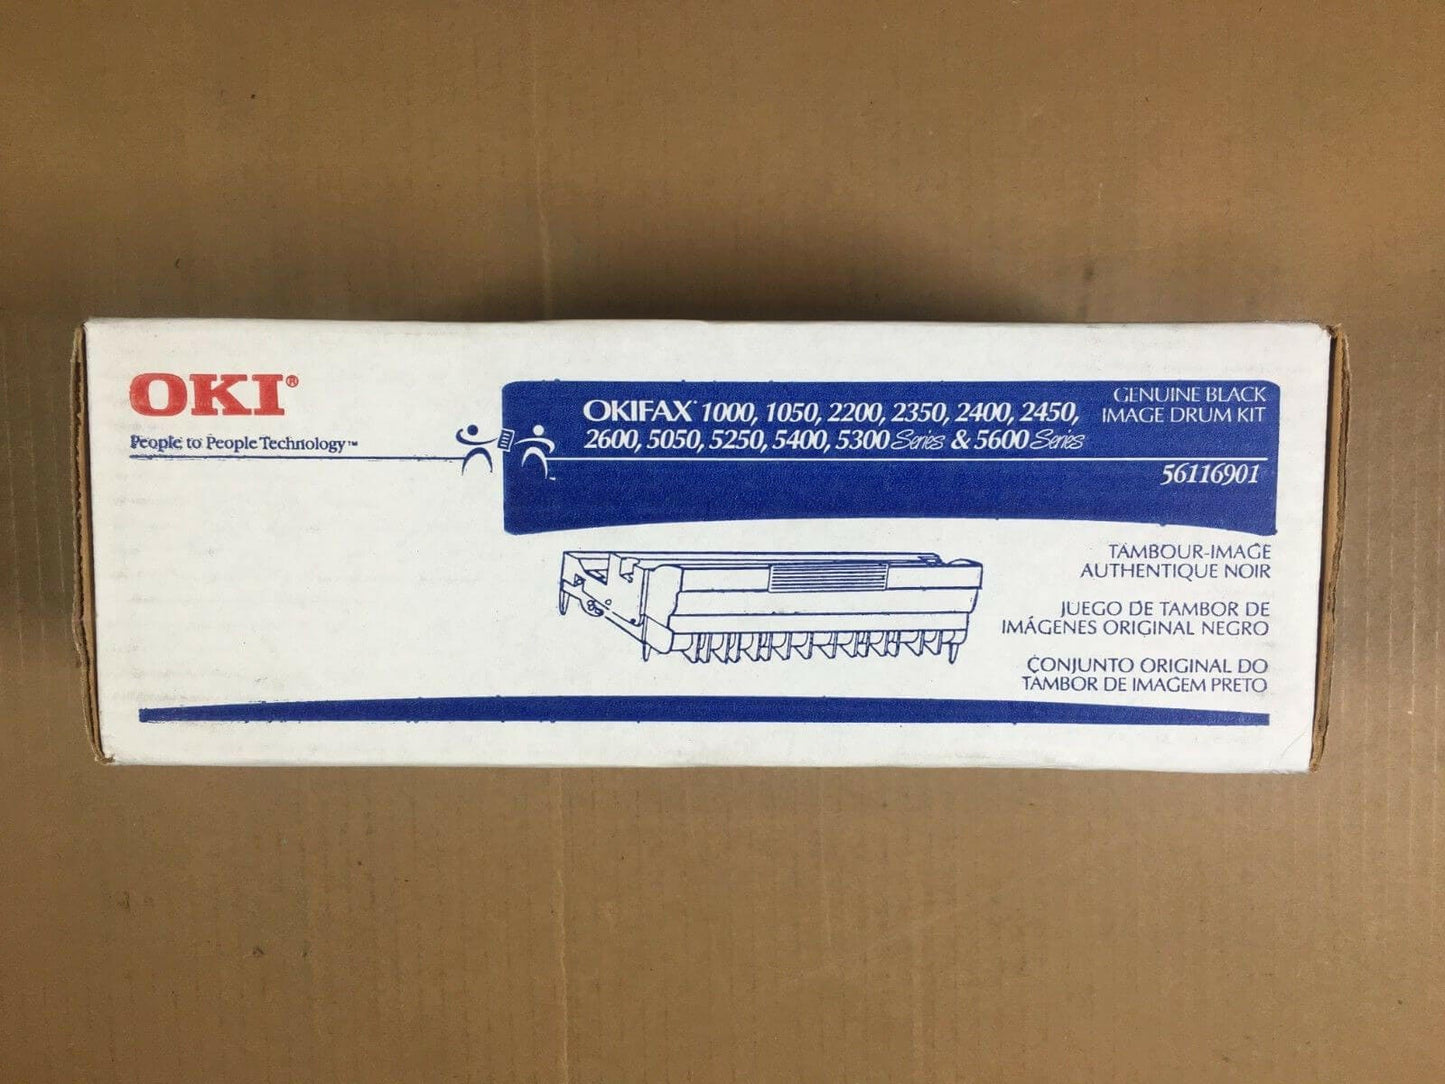 OKI®
People to People Technology™
OKIFAX® 1000, 1050, 2200, 2350, 2400, 2450,
2600, 5050, 5250, 5400, 5300 Series & 5600 Series
GENUINE BLACK
IMAGE DRUM KIT
56116901
TAMBOUR-IMAGE
AUTHENTIQUE NOIR
JUEGO DE TAMBOR DE
IMÁGENES ORIGINAL NEGRO
CONJUNTO ORIGINAL DO
TAMBOR DE IMAGEM PRETO